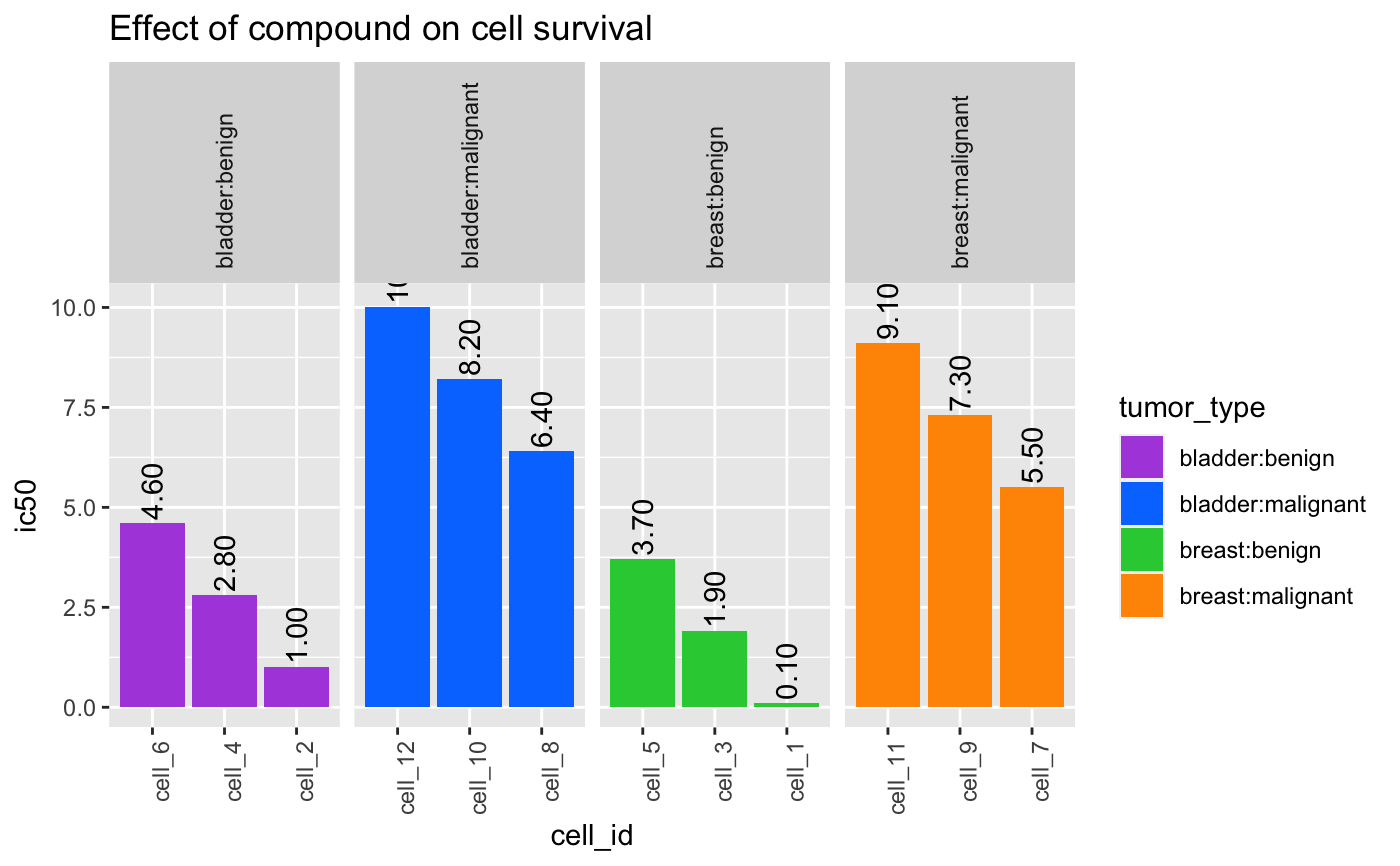 Effect of compound on cell survival
bladder:benign
bladder:malignant
breast:benign
breast:malignant
10.0
7.5
5.0
2.5
0.0
ic50
4.60
2.80
1.00
10
8.20
6.40
3.70
1.90
0.10
9.10
7.30
5.50
cell_6
cell_4
cell_2
cell_12
cell_10
cell_8
cell_5
cell_3
cell_1
cell_11
cell_9
cell_7
cell_id
tumor_type
bladder:benign
bladder:malignant
breast:benign
breast:malignant